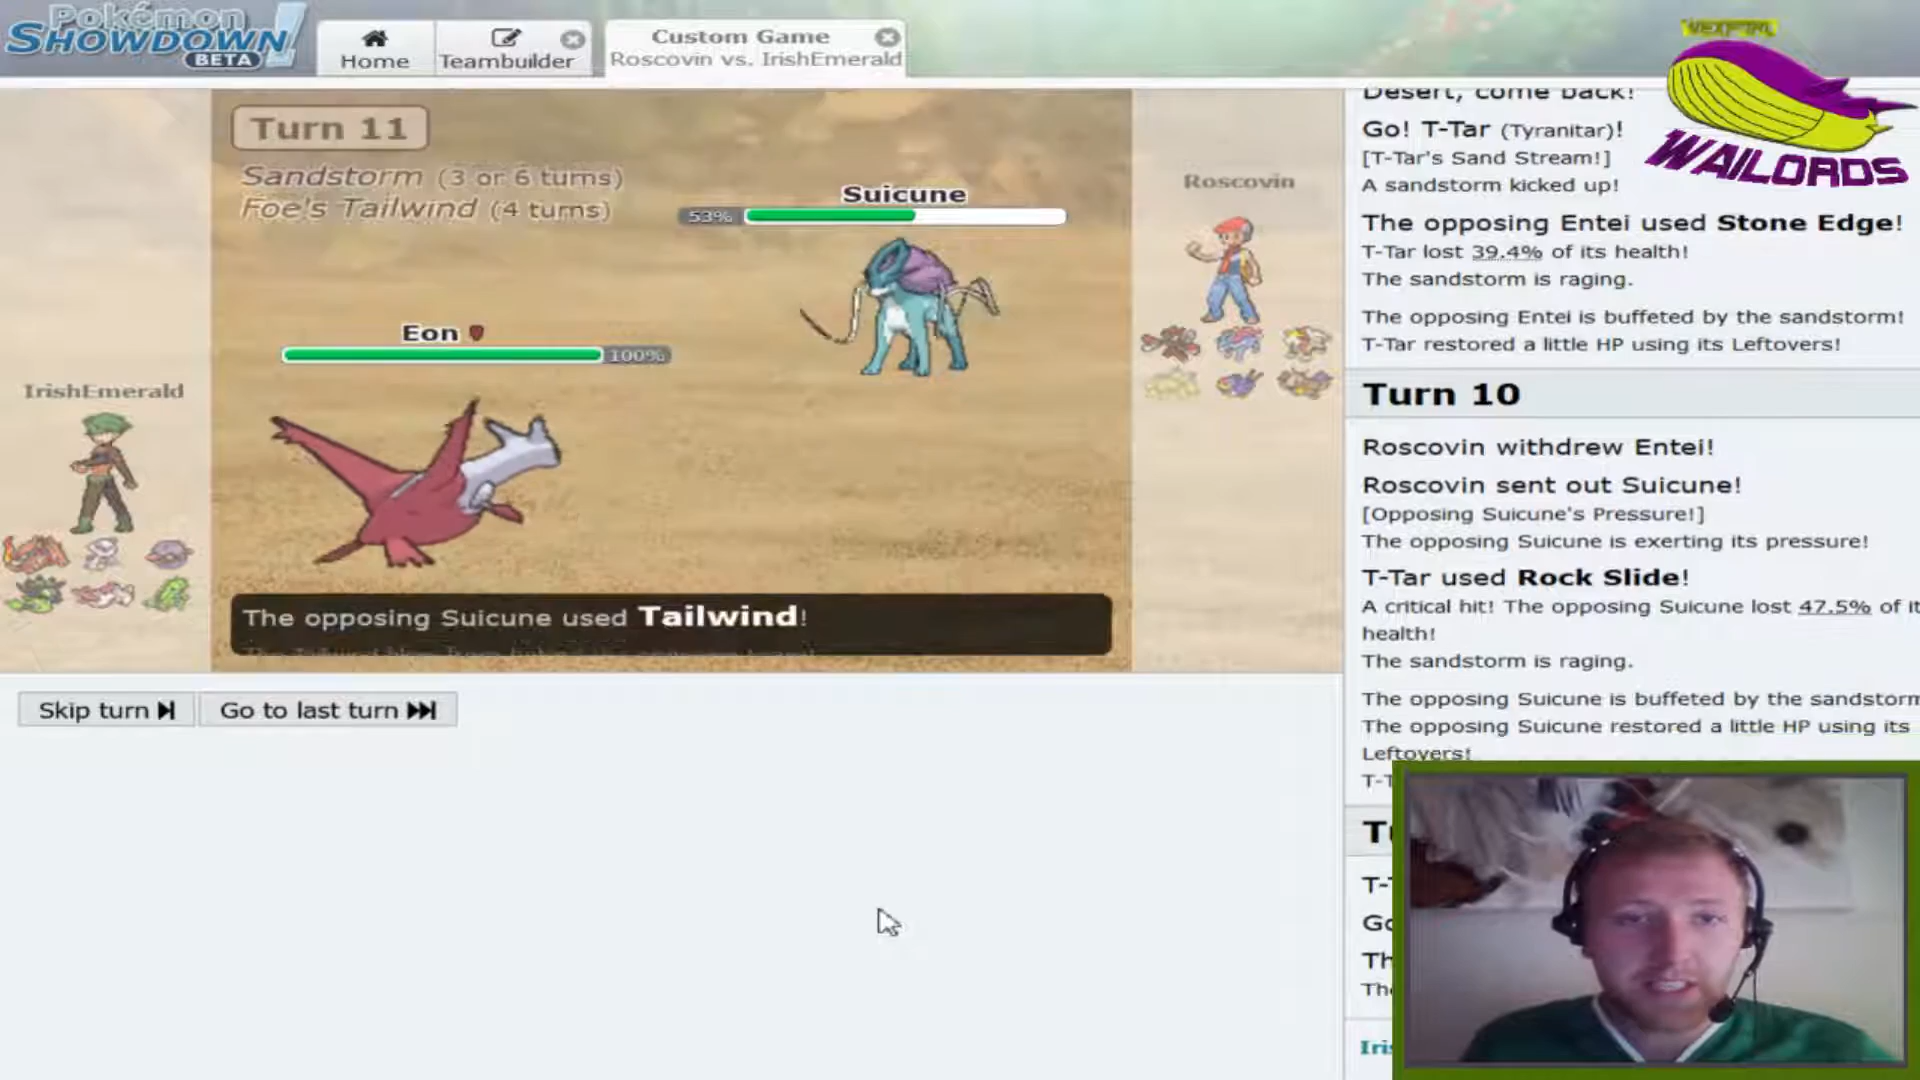 Pokémon
SHOWDOWN!
BETA
Home
Teambuilder
Custom Game
Roscovin vs. IrishEmerald
Turn 11
Sandstorm (3 or 6 turns)
Foe's Tailwind (4 turns)
Suicune
53%
Eon
100%
IrishEmerald
Roscovin
The opposing Suicune used Tailwind!
Skip turn
Go to last turn
Desert, come back!
Go! T-Tar (Tyranitar)!
[T-Tar's Sand Stream!]
A sandstorm kicked up!
The opposing Entei used Stone Edge!
T-Tar lost 39.4% of its health!
The sandstorm is raging.
The opposing Entei is buffeted by the sandstorm!
T-Tar restored a little HP using its Leftovers!
Turn 10
Roscovin withdrew Entei!
Roscovin sent out Suicune!
[Opposing Suicune's Pressure!]
The opposing Suicune is exerting its pressure!
T-Tar used Rock Slide!
A critical hit! The opposing Suicune lost 47.5% of it
health!
The sandstorm is raging.
The opposing Suicune is buffeted by the sandstorm
The opposing Suicune restored a little HP using its
Leftovers!
T-T
Tu
T-T
Go
Th
The
Iris
WAILORDS